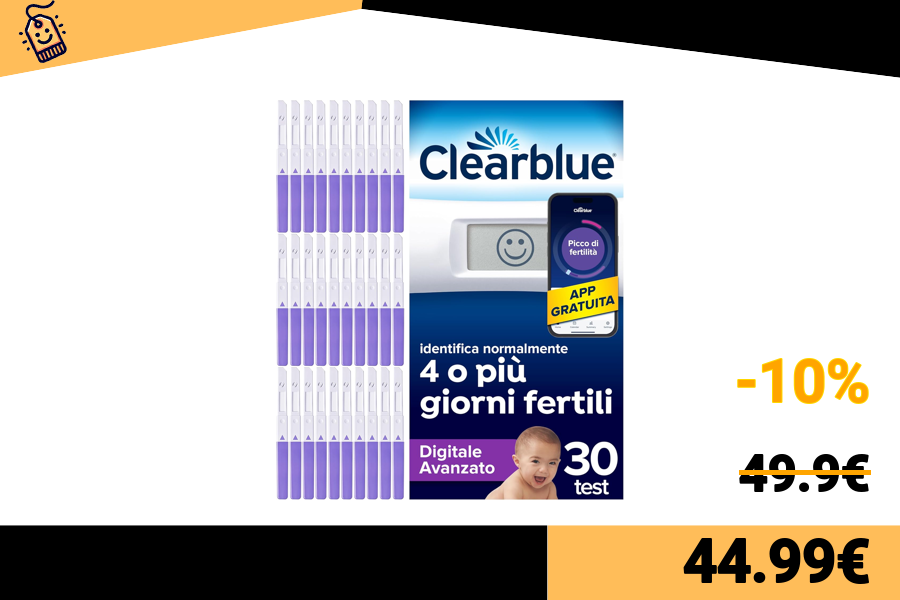 Clearblue
Clearblue
Picco di
fertilità
APP
GRATUITA
identifica normalmente
4 o più
giorni fertili
Digitale
Avanzato
30
test
-10%
49.9€
44.99€